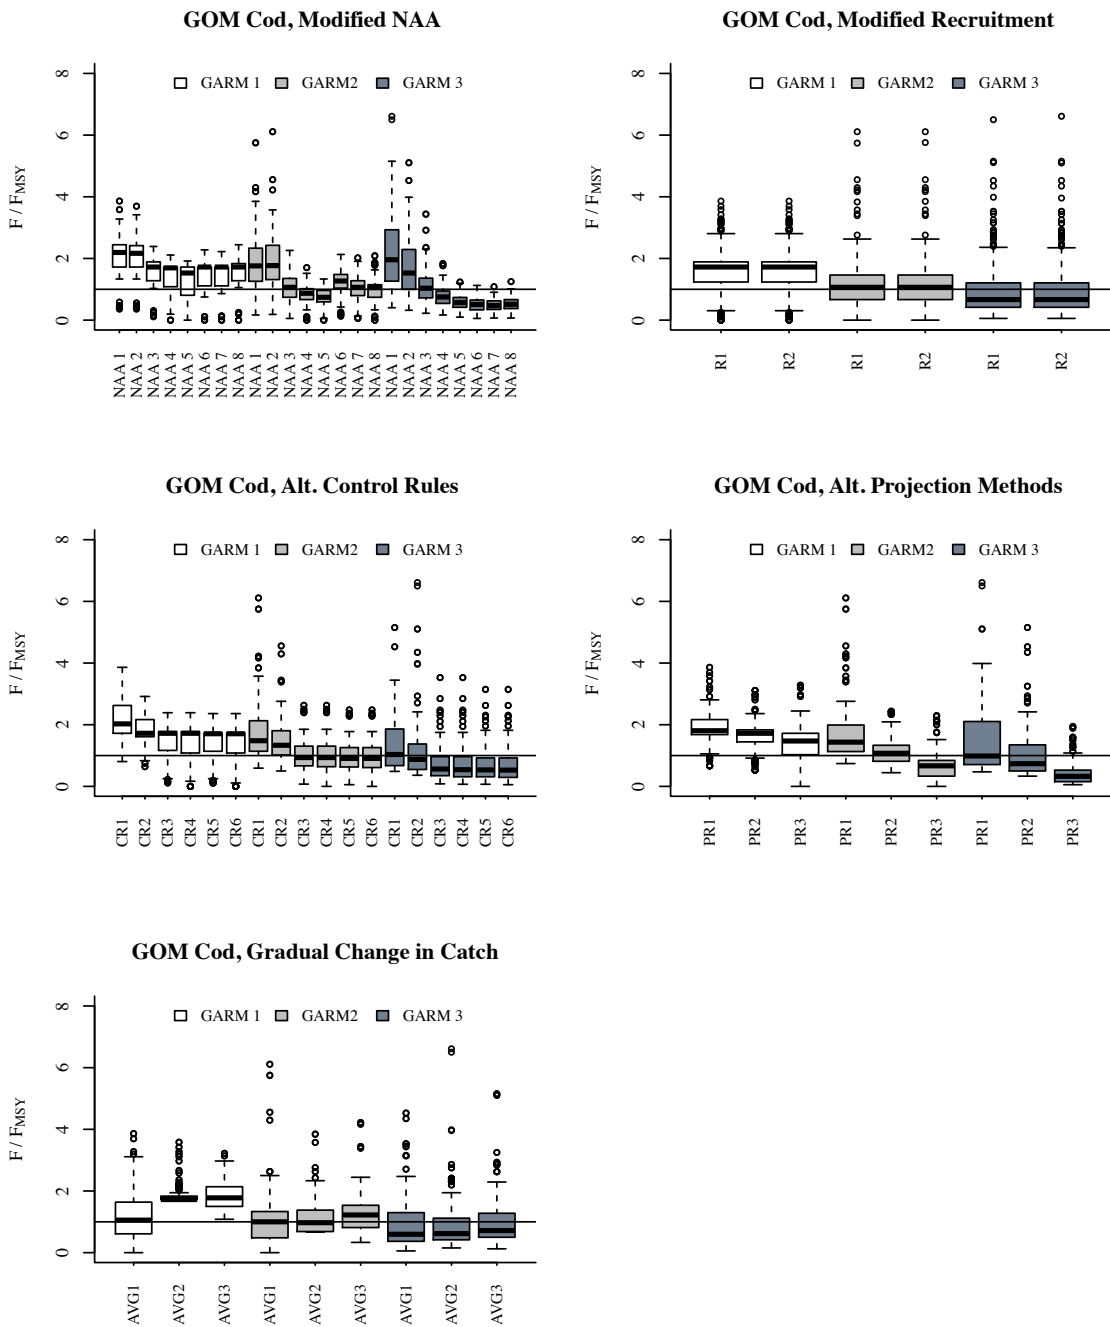 GOM Cod, Modified NAA
GARM 1 GARM2 GARM 3
F / FMSY
0 2 4 6 8
NAA 1 NAA 2 NAA 3 NAA 4 NAA 5 NAA 6 NAA 7 NAA 8 NAA 1 NAA 2 NAA 3 NAA 4 NAA 5 NAA 6 NAA 7 NAA 8 NAA 1 NAA 2 NAA 3 NAA 4 NAA 5 NAA 6 NAA 7 NAA 8
GOM Cod, Modified Recruitment
GARM 1 GARM2 GARM 3
F / FMSY
0 2 4 6 8
R1 R2 R1 R2 R1 R2
GOM Cod, Alt. Control Rules
GARM 1 GARM2 GARM 3
F / FMSY
0 2 4 6 8
CR1 CR2 CR3 CR4 CR5 CR6 CR1 CR2 CR3 CR4 CR5 CR6 CR1 CR2 CR3 CR4 CR5 CR6
GOM Cod, Alt. Projection Methods
GARM 1 GARM2 GARM 3
F / FMSY
0 2 4 6 8
PR1 PR2 PR3 PR1 PR2 PR3 PR1 PR2 PR3
GOM Cod, Gradual Change in Catch
GARM 1 GARM2 GARM 3
F / FMSY
0 2 4 6 8
AVG1 AVG2 AVG3 AVG1 AVG2 AVG3 AVG1 AVG2 AVG3